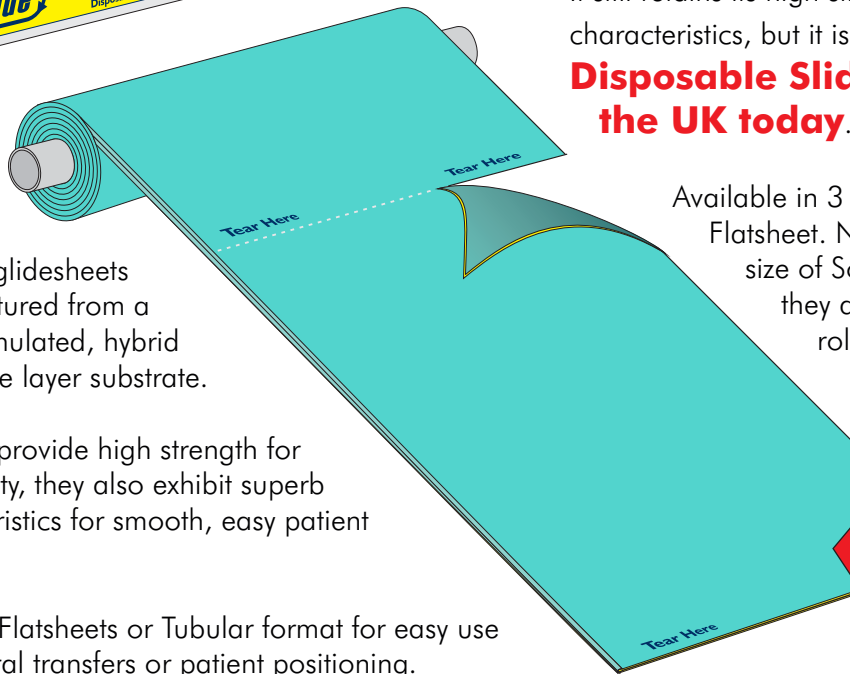 characteristics, but it is
Disposable Slid
the UK today.
Tear Here
Tear Here
Available in 3
Flatsheet. N
size of
they
rol
glidesheets
tured from a
nulated, hybrid
e layer substrate.
provide high strength for
ty, they also exhibit superb
ristics for smooth, easy patient
Flatsheets or Tubular format for easy use
ral transfers or patient positioning.
Tear Here